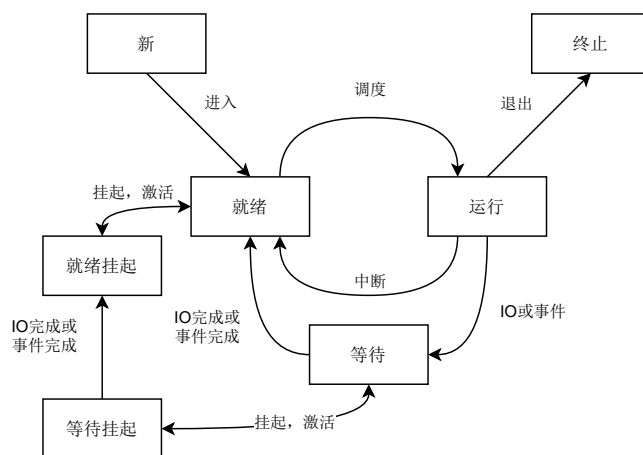 新
终止
进入
调度
退出
挂起，激活
就绪
运行
就绪挂起
中断
IO完成或
事件完成
IO完成或
事件完成
IO或事件
等待
等待挂起
挂起，激活